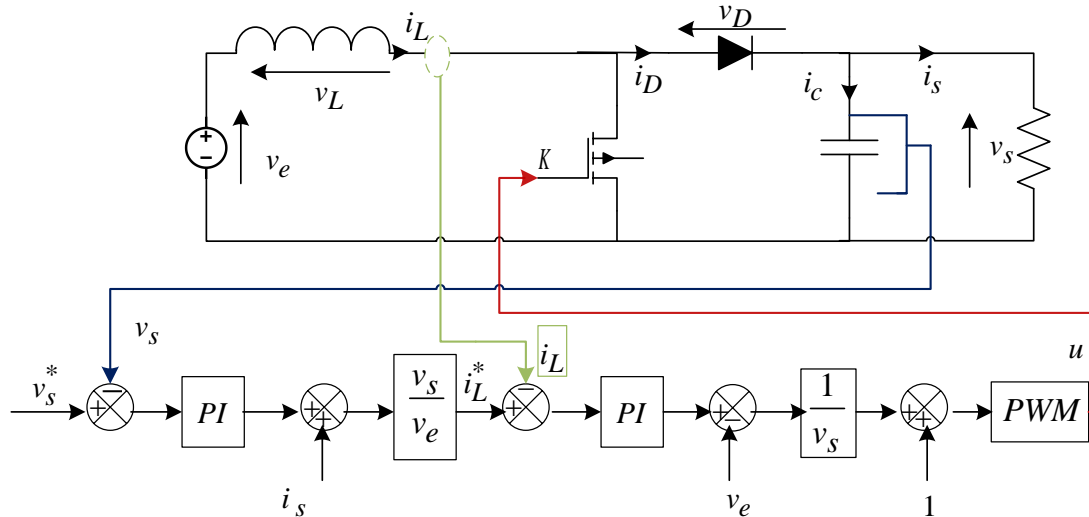 i_L
v_D
v_L
i_D
i_c
i_s
+
-
v_e
K
v_s
v_s
i_L
u
v_s^*
−
+
PI
+
+
v_s
v_e
i_L^*
−
+
PI
+
−
1
v_s
+
+
PWM
i_s
v_e
1